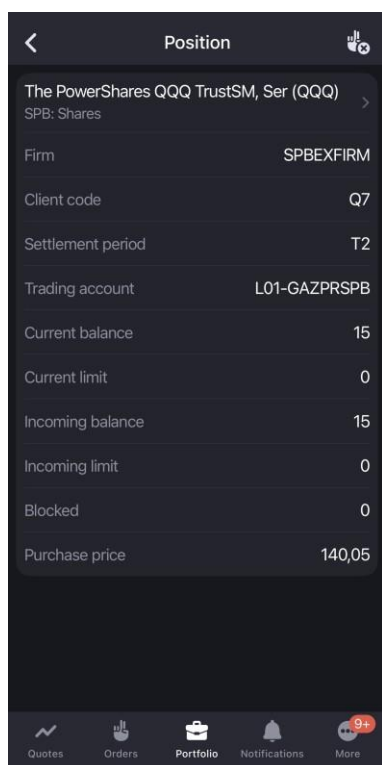 Position
The PowerShares QQQ TrustSM, Ser (QQQ)
SPB: Shares
Firm SPBEXFIRM
Client code Q7
Settlement period T2
Trading account L01-GAZPRSPB
Current balance 15
Current limit 0
Incoming balance 15
Incoming limit 0
Blocked 0
Purchase price 140,05
9+
Quotes Orders Portfolio Notifications More